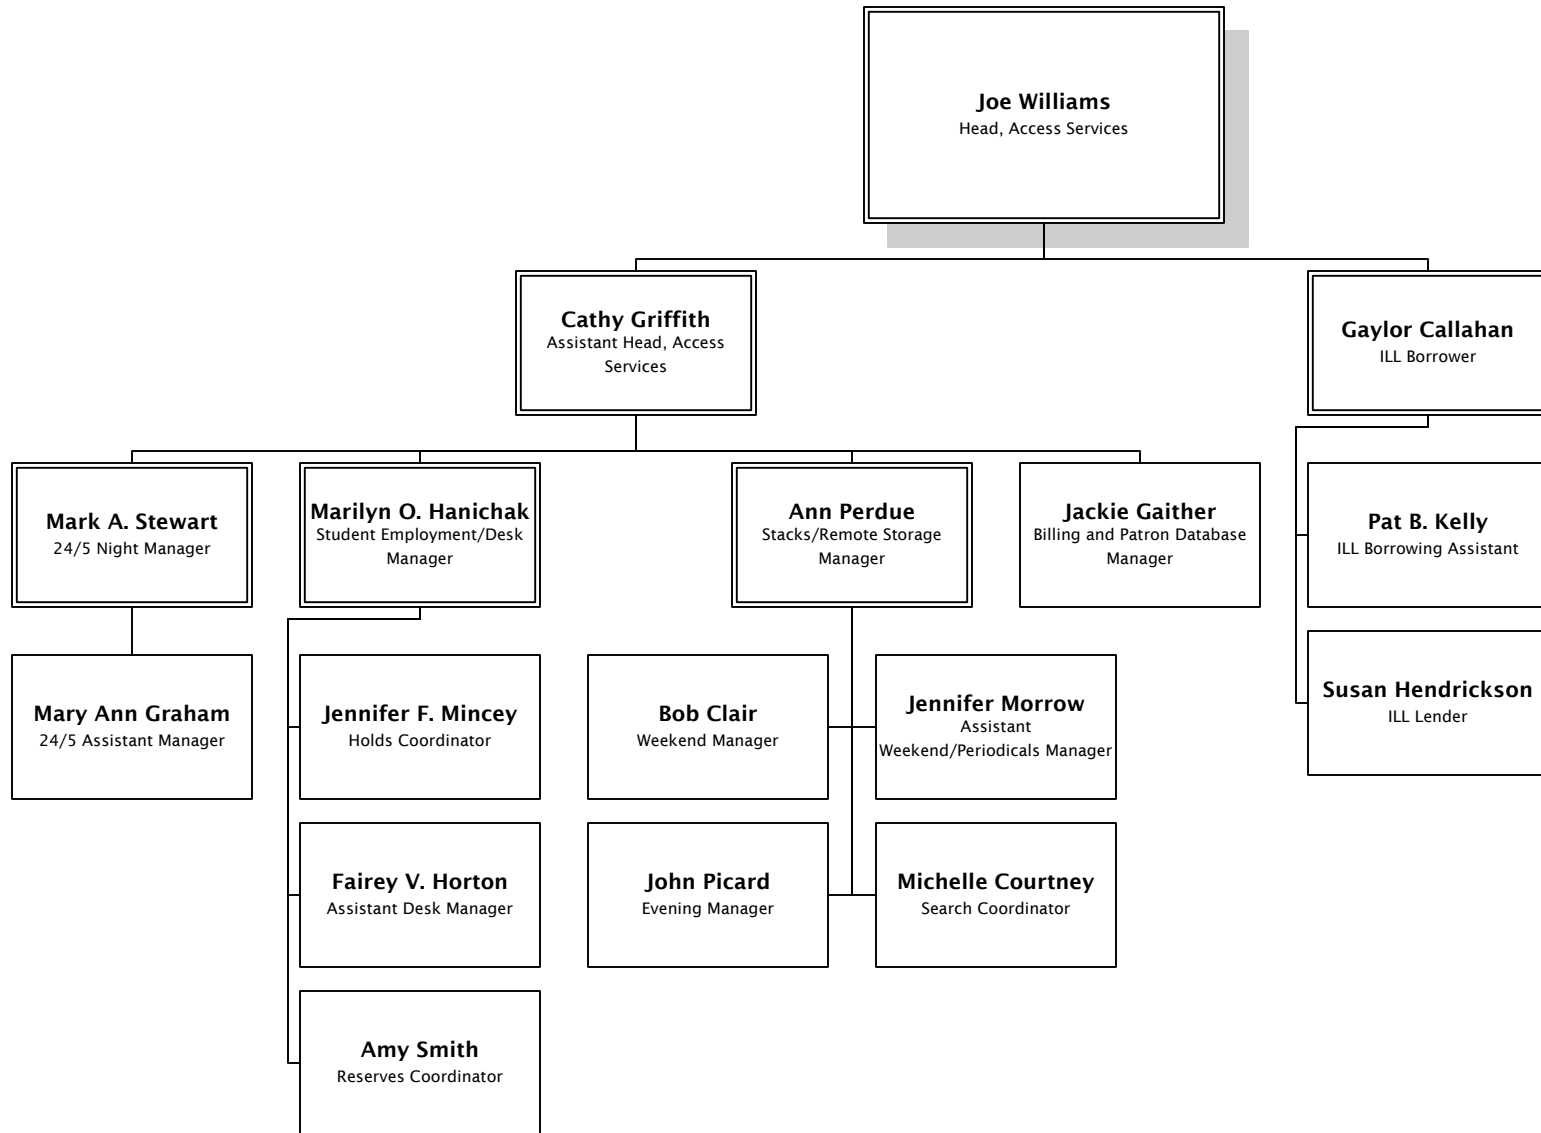 Joe Williams
Head, Access Services
Cathy Griffith
Assistant Head, Access
Services
Gaylor Callahan
ILL Borrower
Mark A. Stewart
24/5 Night Manager
Marilyn O. Hanichak
Student Employment/Desk
Manager
Ann Perdue
Stacks/Remote Storage
Manager
Jackie Gaither
Billing and Patron Database
Manager
Pat B. Kelly
ILL Borrowing Assistant
Mary Ann Graham
24/5 Assistant Manager
Jennifer F. Mincey
Holds Coordinator
Bob Clair
Weekend Manager
Jennifer Morrow
Assistant
Weekend/Periodicals Manager
Susan Hendrickson
ILL Lender
Fairey V. Horton
Assistant Desk Manager
John Picard
Evening Manager
Michelle Courtney
Search Coordinator
Amy Smith
Reserves Coordinator